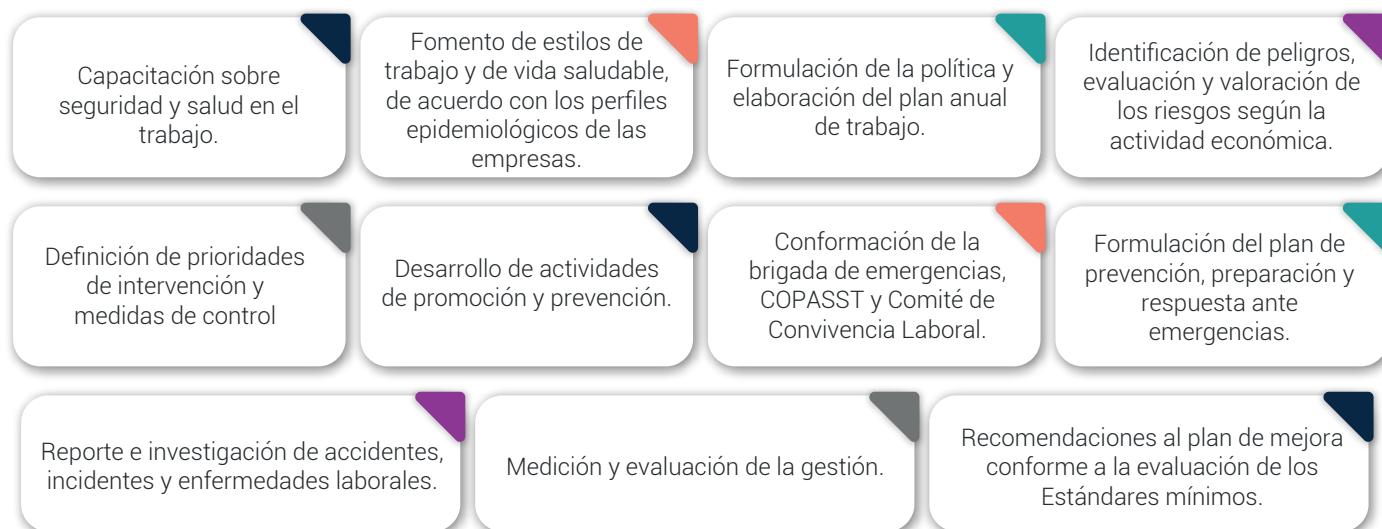 Capacitación sobre
seguridad y salud en el
trabajo.
Fomento de estilos de
trabajo y de vida saludable,
de acuerdo con los perfiles
epidemiológicos de las
empresas.
Formulación de la política y
elaboración del plan anual
de trabajo.
Identificación de peligros,
evaluación y valoración de
los riesgos según la
actividad económica.
Definición de prioridades
de intervención y
medidas de control
Desarrollo de actividades
de promoción y prevención.
Conformación de la
brigada de emergencias,
COPASST y Comité de
Convivencia Laboral.
Formulación del plan de
prevención, preparación y
respuesta ante
emergencias.
Reporte e investigación de accidentes,
incidentes y enfermedades laborales.
Medición y evaluación de la gestión.
Recomendaciones al plan de mejora
conforme a la evaluación de los
Estándares mínimos.